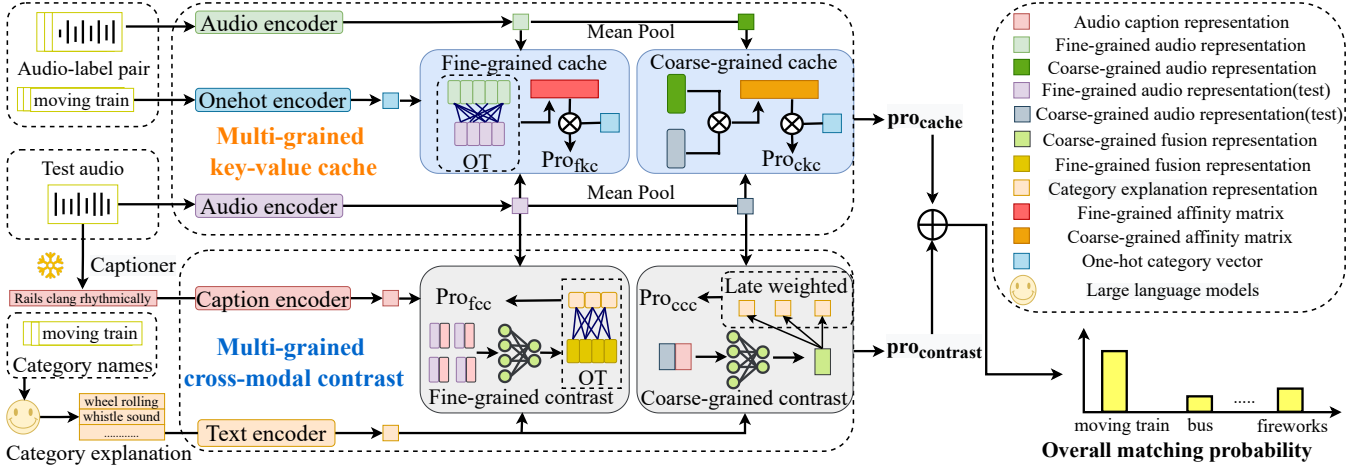 Audio encoder
Mean Pool
Audio-label pair
moving train
Onehot encoder
Fine-grained cache
OT
Pro_fkc
Coarse-grained cache
Pro_ckc
Multi-grained
key-value cache
pro_cache
Test audio
Audio encoder
Mean Pool
Captioner
Rails clang rhythmically
Caption encoder
Pro_fcc
OT
Fine-grained contrast
Pro_ccc
Late weighted
Coarse-grained contrast
pro_contrast
moving train
Category names
Multi-grained
cross-modal contrast
wheel rolling
whistle sound
............
Category explanation
Text encoder
Audio caption representation
Fine-grained audio representation
Coarse-grained audio representation
Fine-grained audio representation(test)
Coarse-grained audio representation(test)
Coarse-grained fusion representation
Fine-grained fusion representation
Category explanation representation
Fine-grained affinity matrix
Coarse-grained affinity matrix
One-hot category vector
Large language models
.....
moving train
bus
fireworks
Overall matching probability